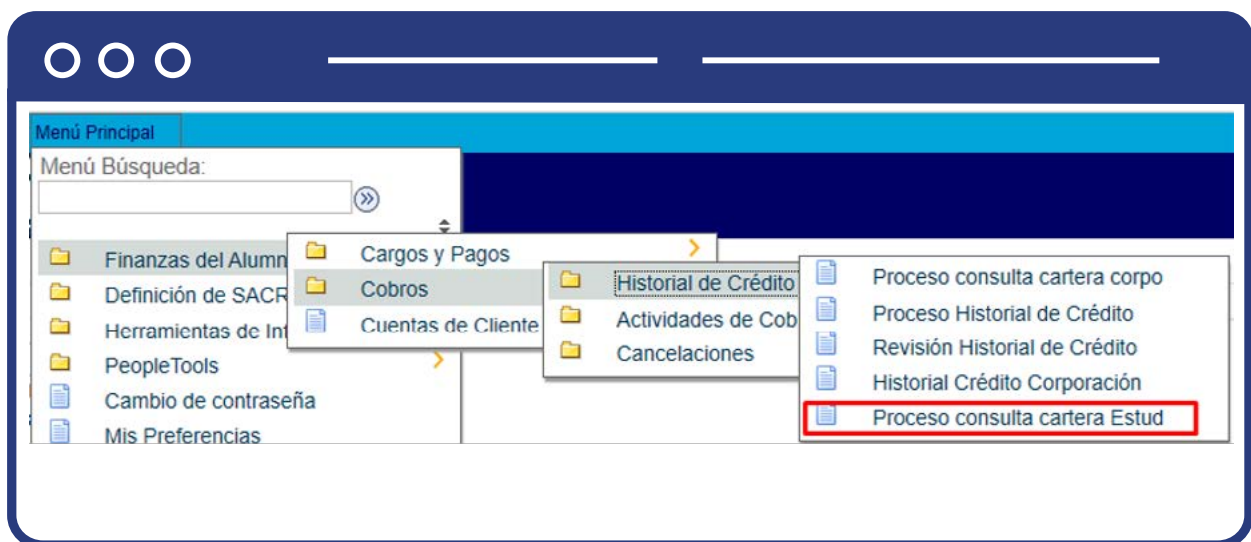 Menú Principal
Menú Búsqueda:
Finanzas del Alumn
Definición de SACR
Herramientas de Int
PeopleTools
Cambio de contraseña
Mis Preferencias
Cargos y Pagos
Cobros
Cuentas de Cliente
Historial de Crédito
Actividades de Cob
Cancelaciones
Proceso consulta cartera corpo
Proceso Historial de Crédito
Revisión Historial de Crédito
Historial Crédito Corporación
Proceso consulta cartera Estud